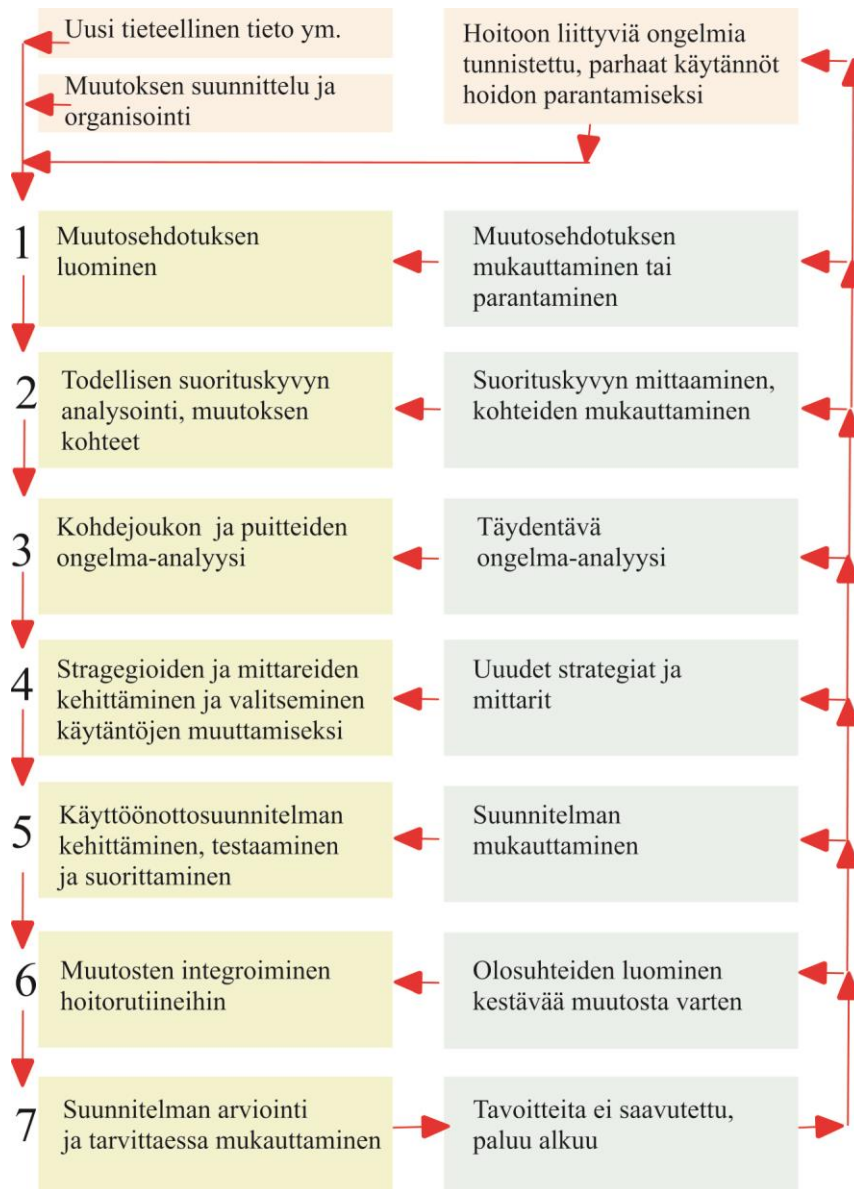 Uusi tieteellinen tieto ym.
Muutoksen suunnittelu ja
organisointi
Hoitoon liittyviä ongelmia
tunnistettu, parhaat käytännöt
hoidon parantamiseksi
1
Muutosehdotuksen
luominen
Muutosehdotuksen
mukauttaminen tai
parantaminen
2
Todellisen suorituskyvyn
analysointi, muutoksen
kohteet
Suorituskyvyn mittaaminen,
kohteiden mukauttaminen
3
Kohdejoukon ja puitteiden
ongelma-analyysi
Täydentävä
ongelma-analyysi
4
Stragegioiden ja mittareiden
kehittäminen ja valitseminen
käytäntöjen muuttamiseksi
Uuudet strategiat ja
mittarit
5
Käyttöönottosuunnitelman
kehittäminen, testaaminen
ja suorittaminen
Suunnitelman
mukauttaminen
6
Muutosten integroiminen
hoitorutiineihin
Olosuhteiden luominen
kestävää muutosta varten
7
Suunnitelman arviointi
ja tarvittaessa mukauttaminen
Tavoitteita ei saavutettu,
paluu alkuu